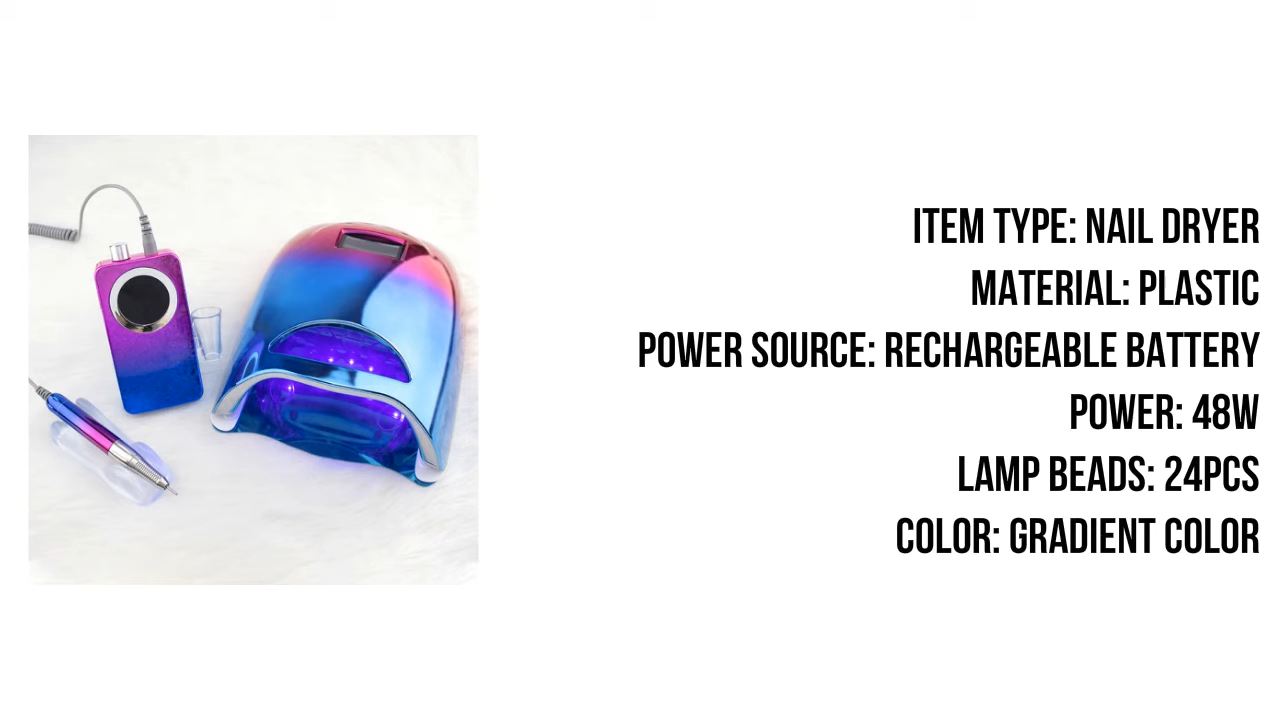 ITEM TYPE: NAIL DRYER
MATERIAL: PLASTIC
POWER SOURCE: RECHARGEABLE BATTERY
POWER: 48W
LAMP BEADS: 24PCS
COLOR: GRADIENT COLOR